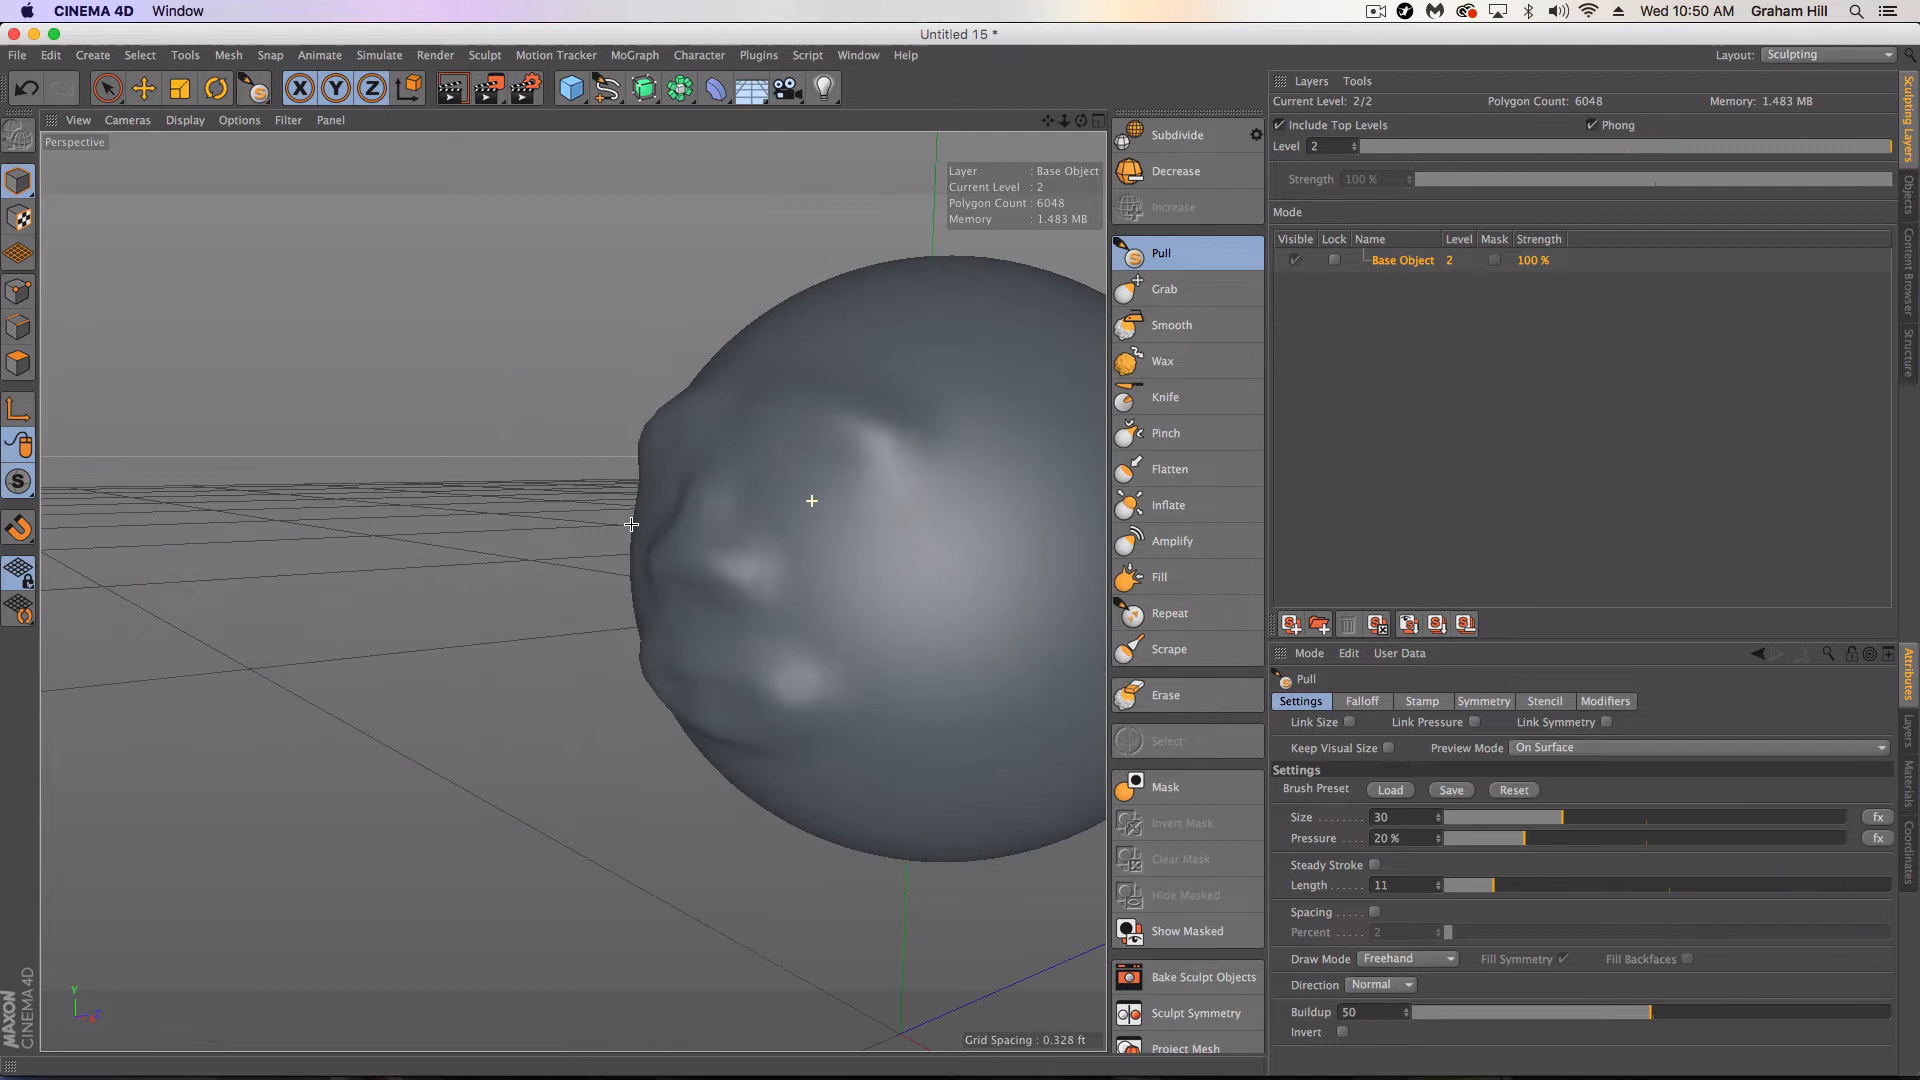 CINEMA 4D Window
Wed 10:50 AM Graham Hill
Untitled 15 *
File Edit Create Select Tools Mesh Snap Animate Simulate Render Sculpt Motion Tracker MoGraph Character Plugins Script Window Help
Layout: Sculpting
X Y Z
View Cameras Display Options Filter Panel
Perspective
Layer : Base Object
Current Level : 2
Polygon Count : 6048
Memory : 1.483 MB
Grid Spacing : 0.328 ft
Y
Z
MAXON
CINEMA 4D
Subdivide
Decrease
Increase
Pull
Grab
Smooth
Wax
Knife
Pinch
Flatten
Inflate
Amplify
Fill
Repeat
Scrape
Erase
Select
Mask
Invert Mask
Clear Mask
Hide Masked
Show Masked
Bake Sculpt Objects
Sculpt Symmetry
Project Mesh
Layers Tools
Current Level: 2/2 Polygon Count: 6048 Memory: 1.483 MB
Include Top Levels Phong
Level 2
Strength 100 %
Mode
Visible Lock Name Level Mask Strength
Base Object 2 100 %
Mode Edit User Data
Pull
Settings Falloff Stamp Symmetry Stencil Modifiers
Link Size Link Pressure Link Symmetry
Keep Visual Size Preview Mode On Surface
Settings
Brush Preset Load Save Reset
Size . . . . . . . . 30 fx
Pressure . . . . 20 % fx
Steady Stroke
Length . . . . . . 11
Spacing . . . . .
Percent . . . . . 2
Draw Mode Freehand Fill Symmetry Fill Backfaces
Direction Normal
Buildup 50
Invert
Sculpting Layers
Objects
Content Browser
Structure
Attributes
Layers
Materials
Coordinates